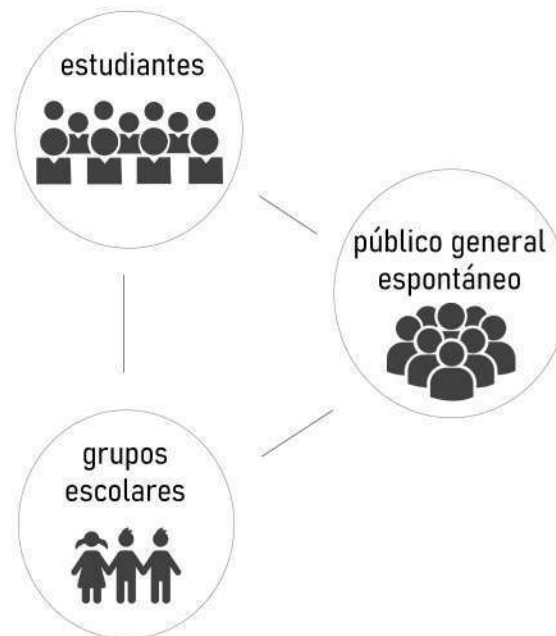 estudiantes
público general
espontáneo
grupos
escolares